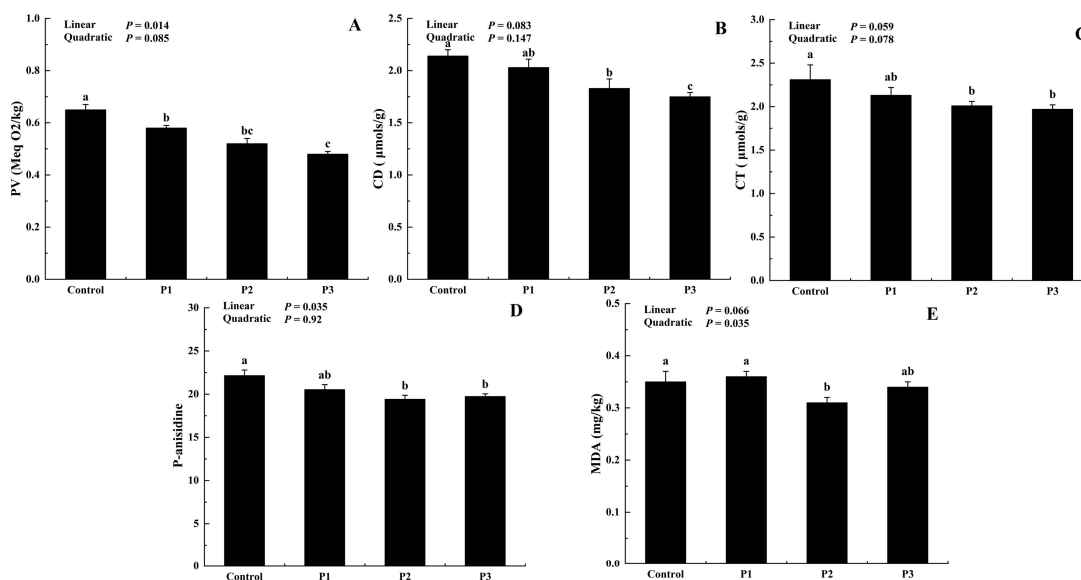 Linear P = 0.014
Quadratic P = 0.085
A
PV (Meq O2/kg)
1.0
0.8
0.6
0.4
0.2
0.0
a
b
bc
c
Control P1 P2 P3
Linear P = 0.083
Quadratic P = 0.147
B
CD ( μmols/g)
2.5
2.0
1.5
1.0
0.5
0.0
a
ab
b
c
Control P1 P2 P3
Linear P = 0.059
Quadratic P = 0.078
C
CT ( μmols/g)
3.0
2.5
2.0
1.5
1.0
0.5
0.0
a
ab
b
b
Control P1 P2 P3
Linear P = 0.035
Quadratic P = 0.92
D
P-anisidine
30
25
20
15
10
5
0
a
ab
b
b
Control P1 P2 P3
Linear P = 0.066
Quadratic P = 0.035
E
MDA (mg/kg)
0.5
0.4
0.3
0.2
0.1
0.0
a
a
b
ab
Control P1 P2 P3